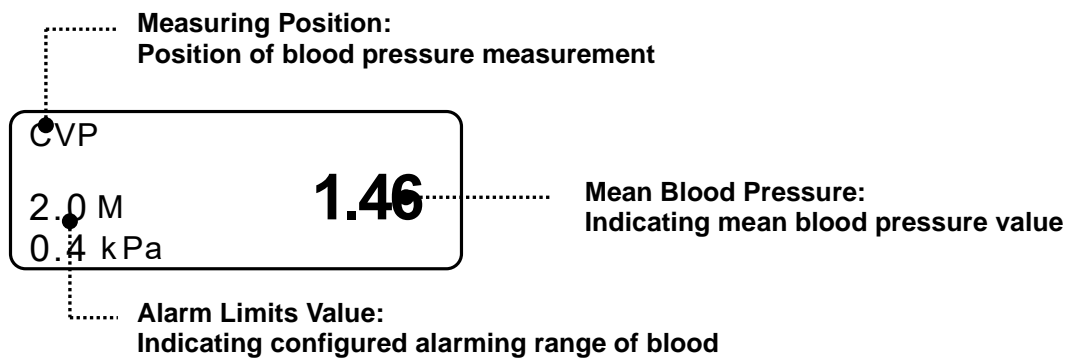 Measuring Position:
Position of blood pressure measurement
CVP
2.0 M
1.46
0.4 kPa
Mean Blood Pressure:
Indicating mean blood pressure value
Alarm Limits Value:
Indicating configured alarming range of blood